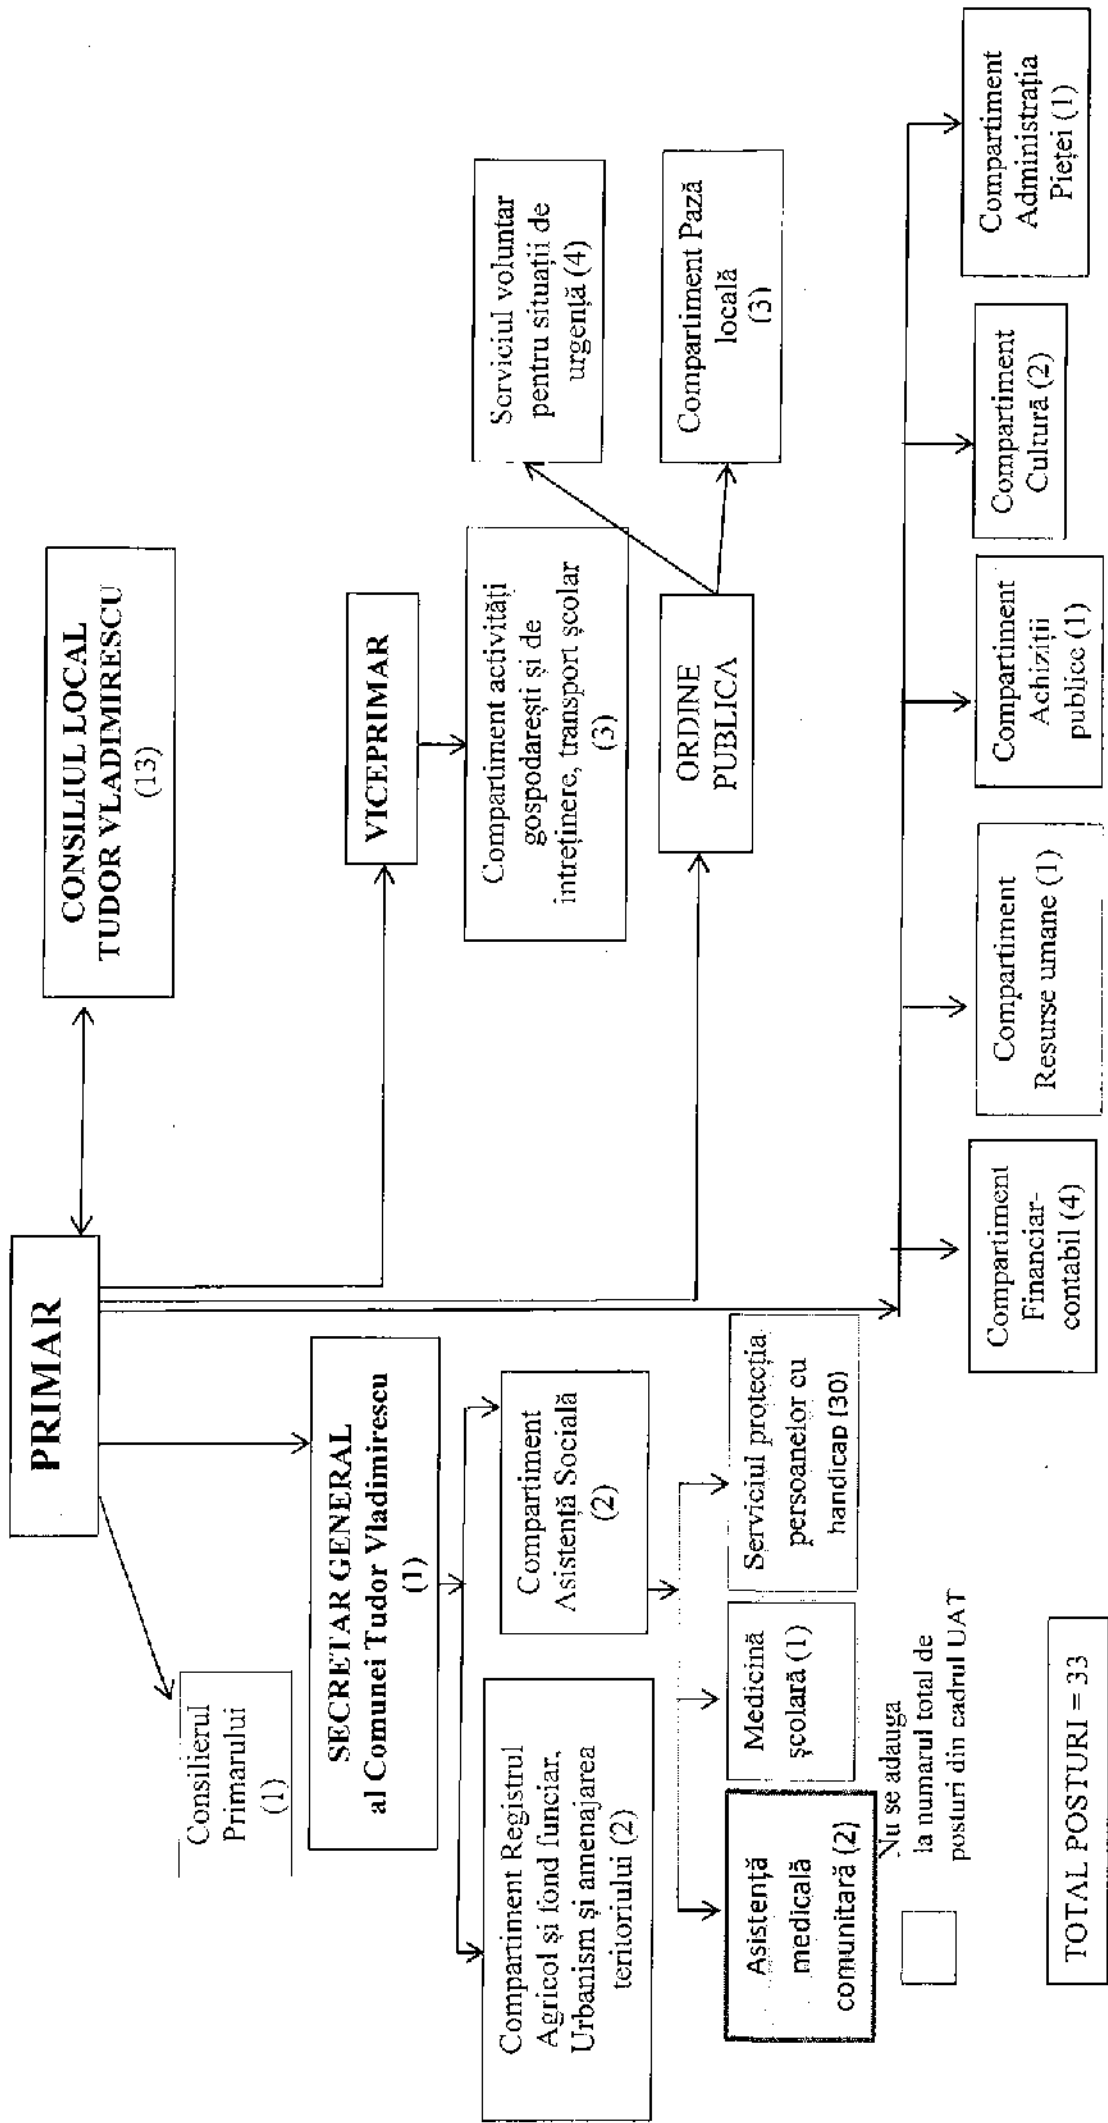 PRIMAR
CONSILIUL LOCAL
TUDOR VLADIMIRESCU
(13)
Consilierul
Primarului
(1)
SECRETAR GENERAL
al Comunei Tudor Vladimirescu
(1)
VICEPRIMAR
Compartiment Registrul
Agricol și fond funciar,
Urbanism și amenajarea
teritoriului (2)
Compartiment
Asistență Socială
(2)
Compartiment activități
gospodarești și de
întreținere, transport școlar
(3)
Serviciul voluntar
pentru situații de
urgență (4)
ORDINE
PUBLICA
Compartiment Pază
locală
(3)
Asistență
medicală
comunitară (2)
Medicină
școlară (1)
Serviciul protecția
persoanelor cu
handicap (30)
Nu se adauga
la numarul total de
posturi din cadrul UAT
Compartiment
Financiar-
contabil (4)
Compartiment
Resurse umane (1)
Compartiment
Achiziții
publice (1)
Compartiment
Cultură (2)
Compartiment
Administrația
Pieței (1)
TOTAL POSTURI = 33